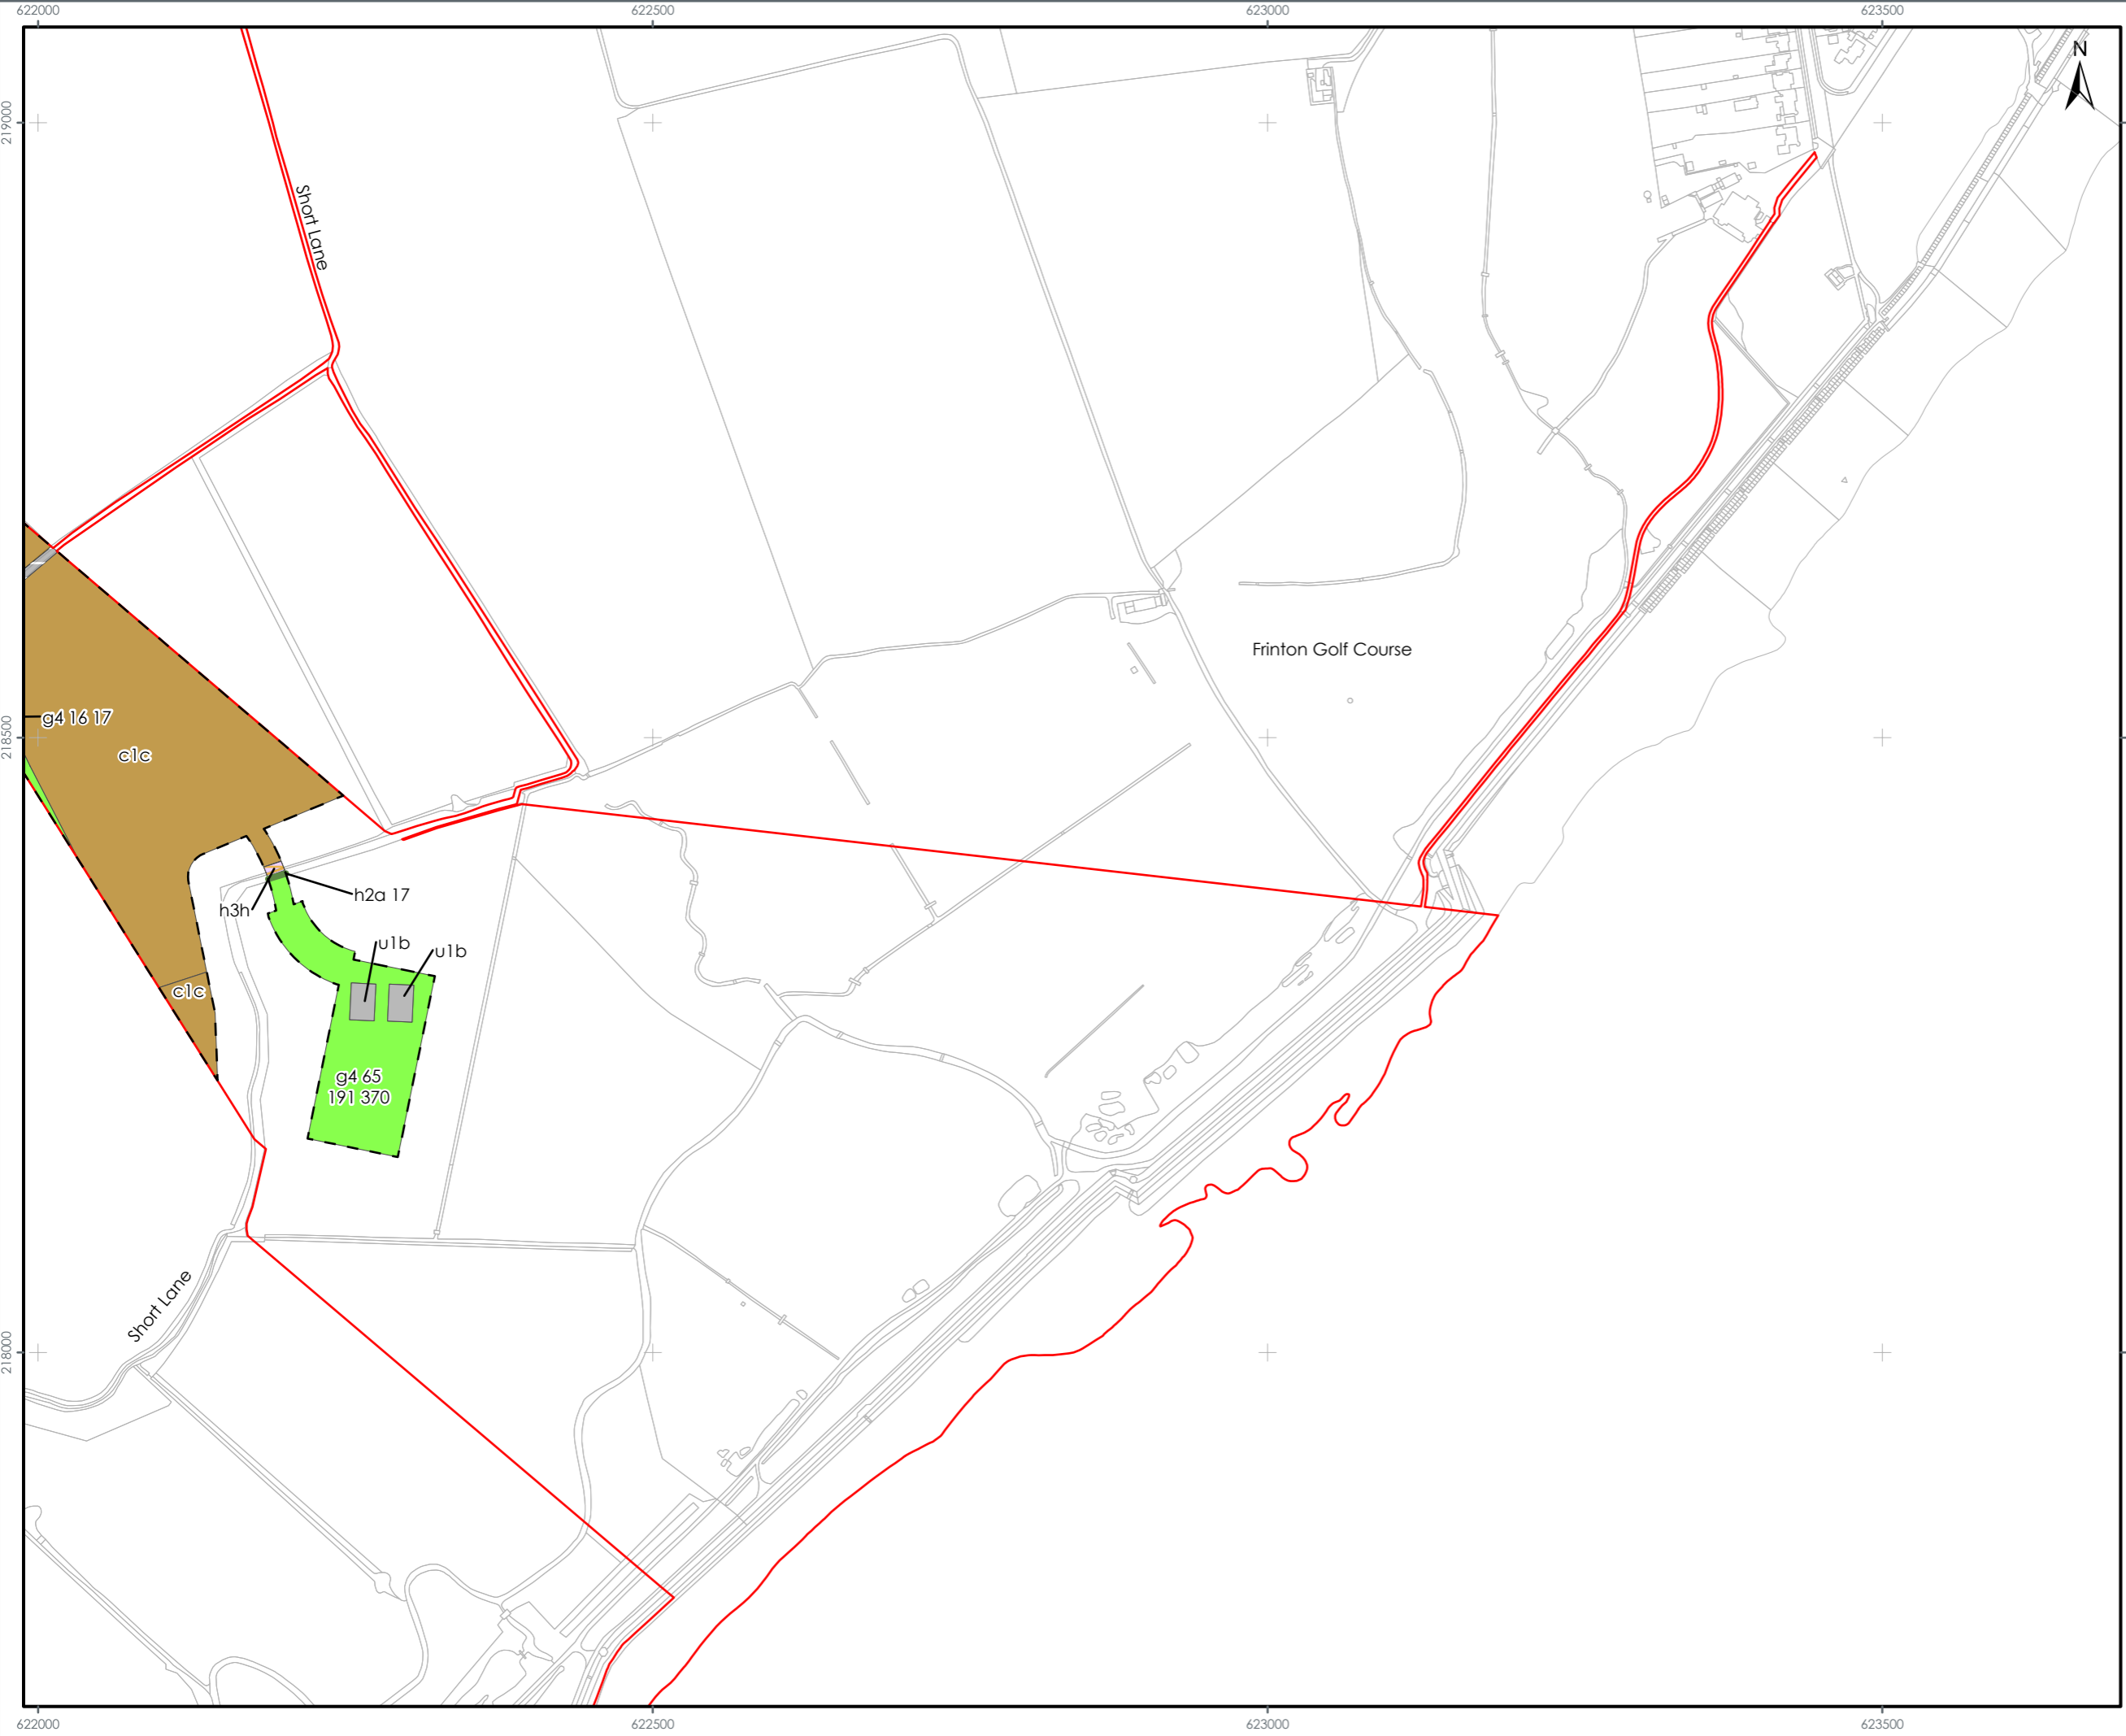 622000
622500
623000
623500
N
219000
Short Lane
Frinton Golf Course
g4 16 17
218500
c1c
h2a 17
h3h
u1b
u1b
c1c
g4 65
191 370
Short Lane
218000
622000
622500
623000
623500